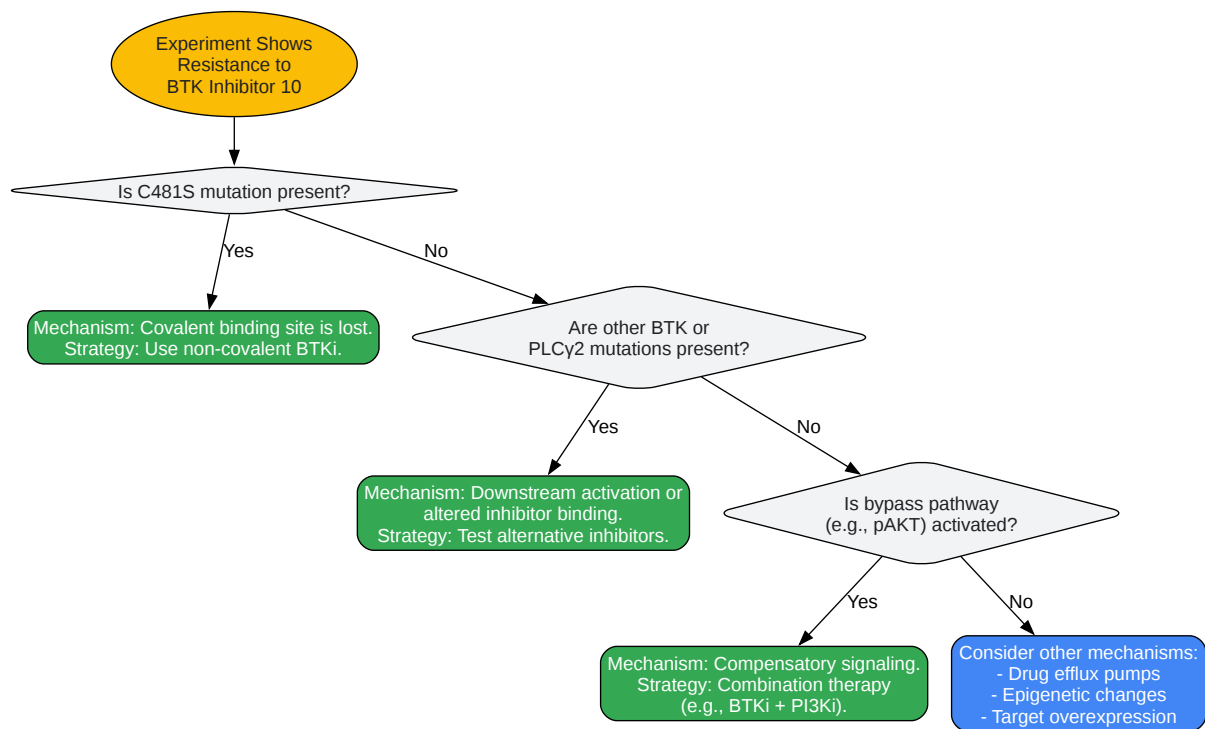 Experiment Shows
Resistance to
BTK Inhibitor 10
Is C481S mutation present?
Yes
No
Mechanism: Covalent binding site is lost.
Strategy: Use non-covalent BTKi.
Are other BTK or
PLCγ2 mutations present?
Yes
No
Mechanism: Downstream activation or
altered inhibitor binding.
Strategy: Test alternative inhibitors.
Is bypass pathway
(e.g., pAKT) activated?
Yes
No
Mechanism: Compensatory signaling.
Strategy: Combination therapy
(e.g., BTKi + PI3Ki).
Consider other mechanisms:
- Drug efflux pumps
- Epigenetic changes
- Target overexpression